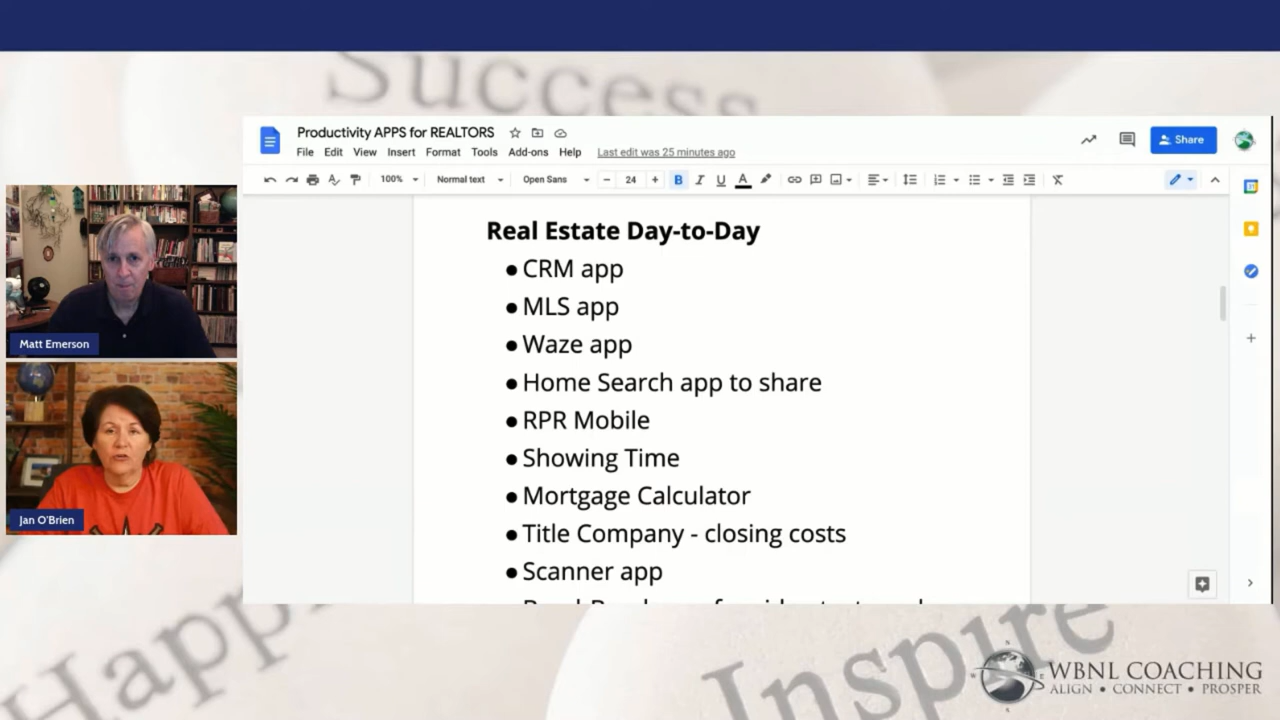 Success
Productivity APPS for REALTORS
File Edit View Insert Format Tools Add-ons Help Last edit was 25 minutes ago
Share
100% Normal text Open Sans 24 B I U A
Real Estate Day-to-Day
● CRM app
● MLS app
● Waze app
● Home Search app to share
● RPR Mobile
● Showing Time
● Mortgage Calculator
● Title Company - closing costs
● Scanner app
Matt Emerson
Jan O'Brien
Happi
Inspire
WBNL COACHING
ALIGN • CONNECT • PROSPER